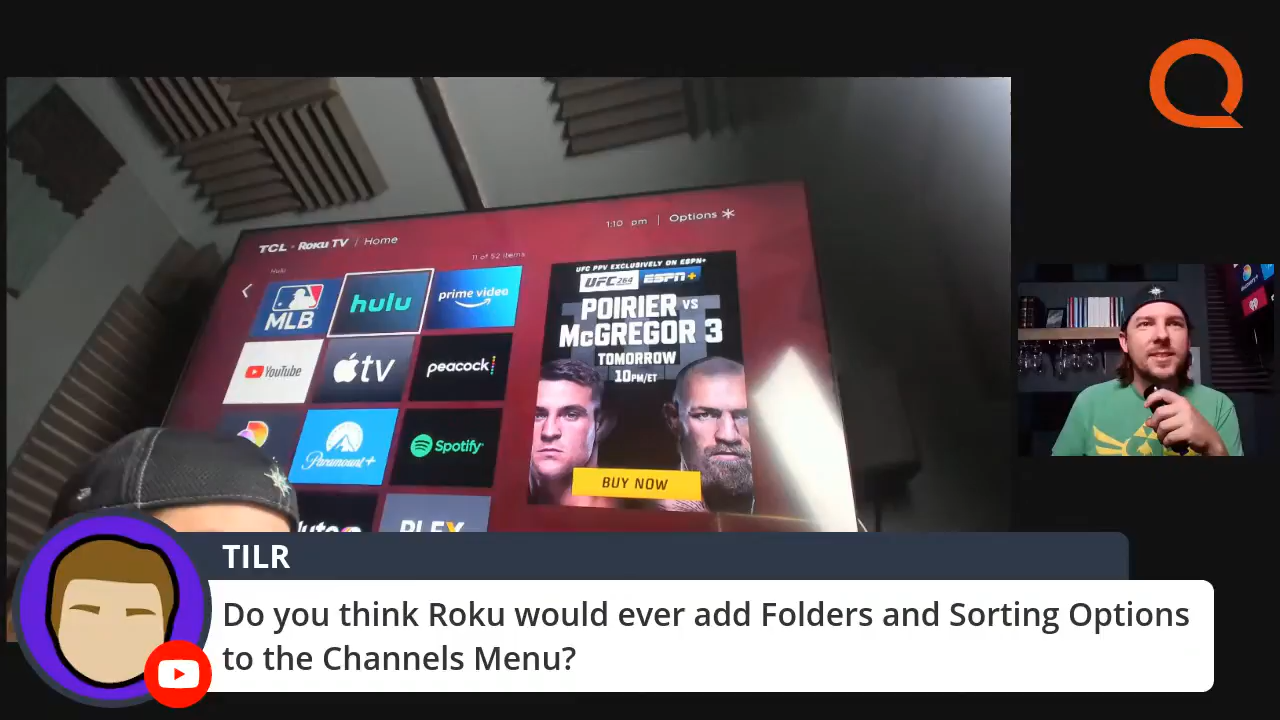 1:10 pm | Options *
TCL • Roku TV / Home
11 of 52 items
Hulu
MLB
hulu
prime video
YouTube
tv
peacock
Paramount+
Spotify
PLEX
UFC PPV EXCLUSIVELY ON ESPN+
UFC 264 ESPN+
POIRIER VS
McGREGOR 3
TOMORROW
10PM/ET
BUY NOW
TILR
Do you think Roku would ever add Folders and Sorting Options
to the Channels Menu?